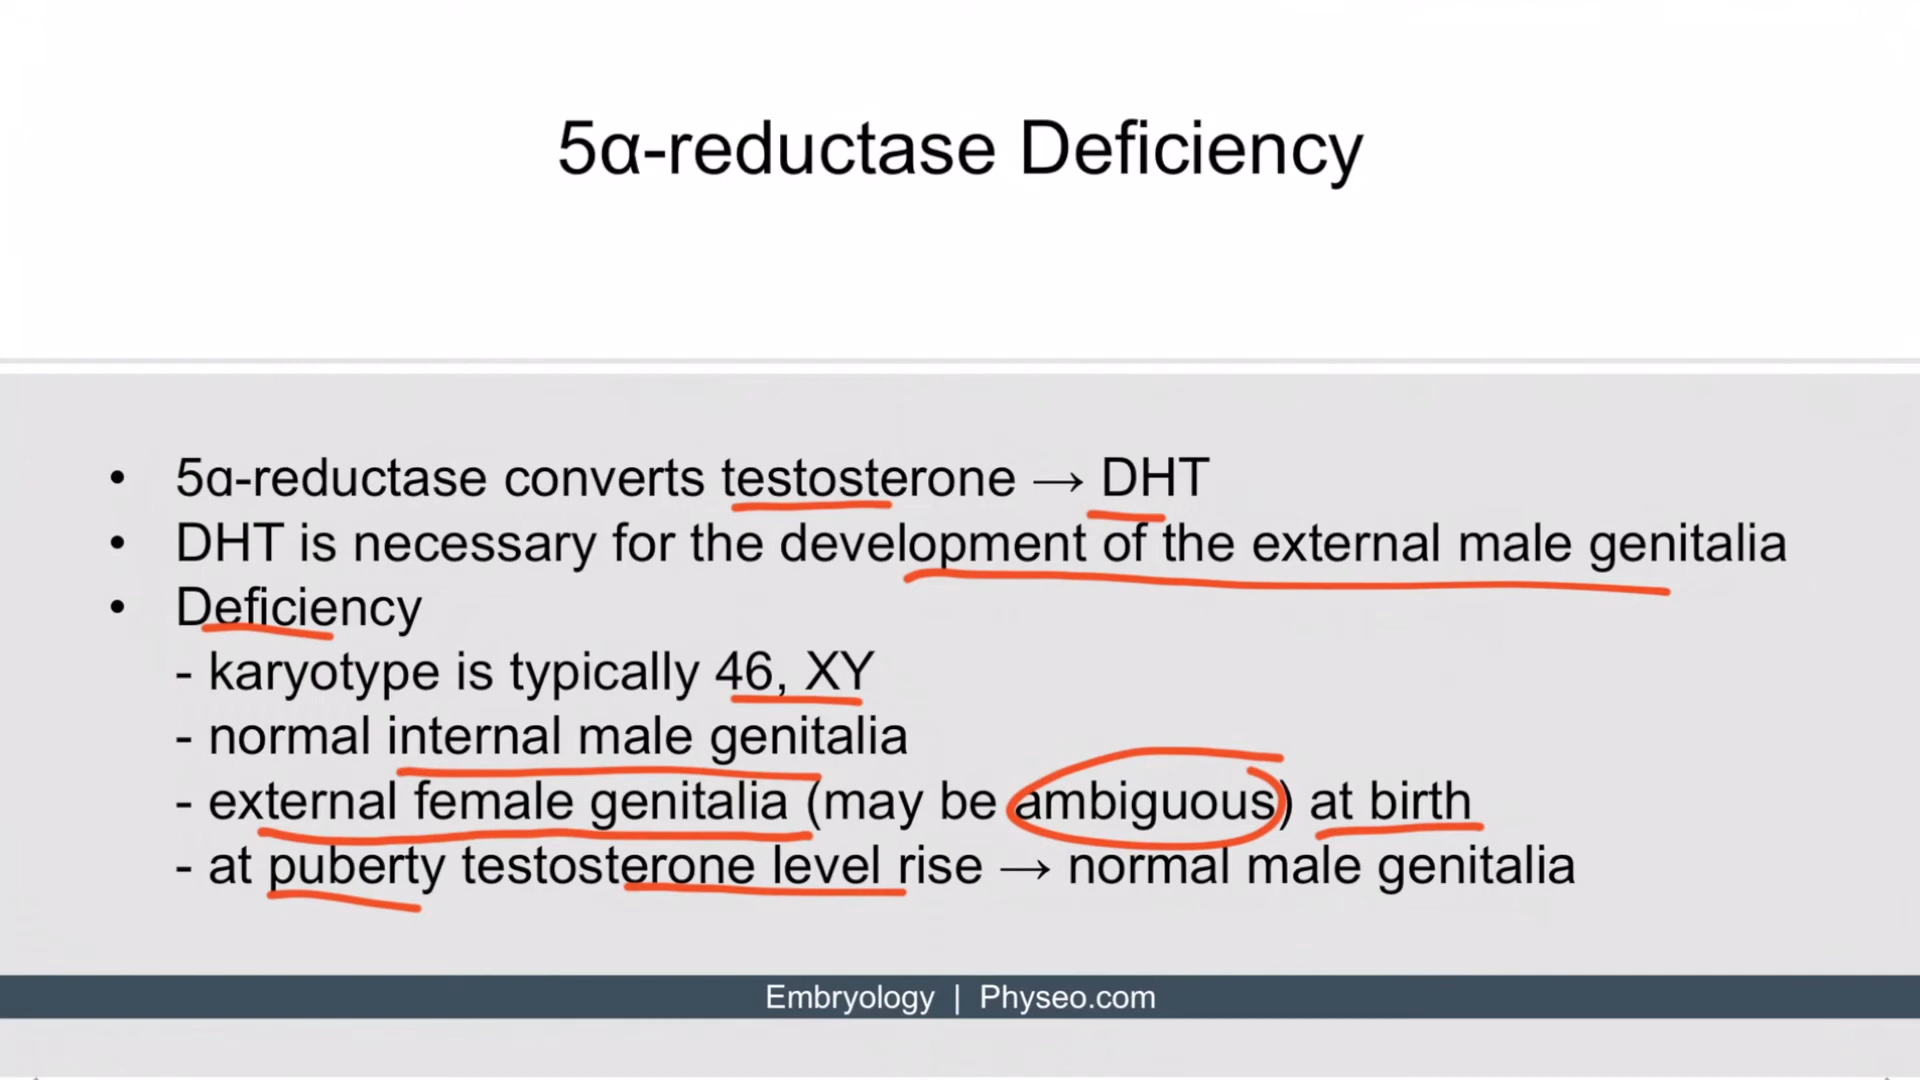 5α-reductase Deficiency
• 5α-reductase converts testosterone → DHT
• DHT is necessary for the development of the external male genitalia
• Deficiency
- karyotype is typically 46, XY
- normal internal male genitalia
- external female genitalia (may be ambiguous) at birth
- at puberty testosterone level rise → normal male genitalia
Embryology | Physeo.com